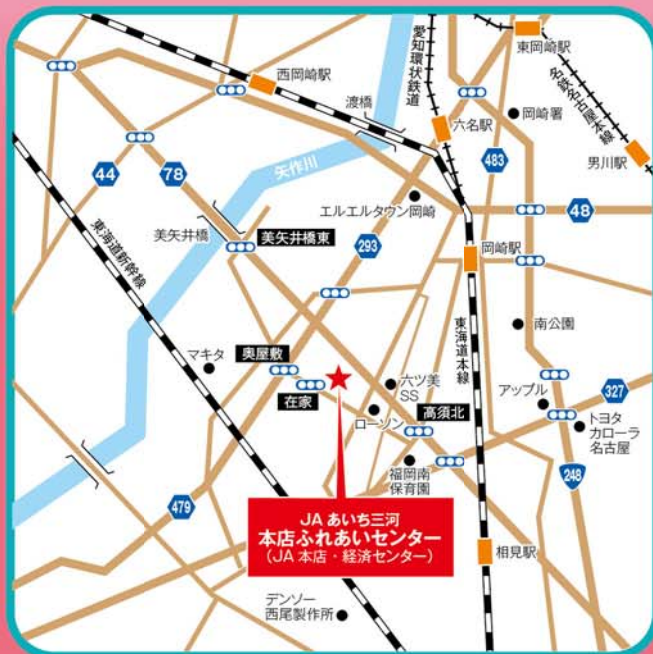 東岡崎駅
西岡崎駅
愛知環状鉄道
名鉄名古屋本線
渡橋
六名駅
岡崎署
男川駅
矢作川
44
78
483
エルエルタウン岡崎
48
美矢井橋
美矢井橋東
293
岡崎駅
東海道新幹線
東海道本線
南公園
マキタ
奥屋敷
在家
六ツ美
SS
ローソン
高須北
アップル
327
トヨタ
カローラ
名古屋
福岡南
保育園
248
479
JA あいち三河
本店ふれあいセンター
(JA 本店・経済センター)
相見駅
デンソー
西尾製作所